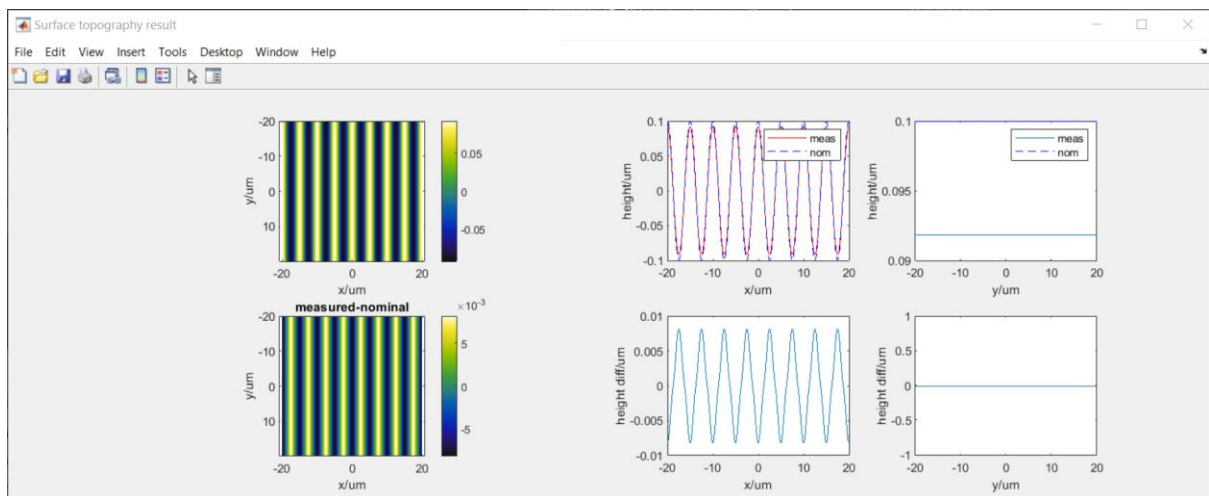 Surface topography result
File Edit View Insert Tools Desktop Window Help
-20
-10
0
10
y/um
-20 0 20
x/um
0.05
0
-0.05
0.1
0.05
0
-0.05
-0.1
height/um
meas
nom
-20 -10 0 10 20
x/um
0.1
0.095
0.09
height/um
meas
nom
-20 -10 0 10 20
y/um
measured-nominal
-20
-10
0
10
y/um
-20 0 20
x/um
×10-3
5
0
-5
0.01
0.005
0
-0.005
-0.01
height diff/um
-20 -10 0 10 20
x/um
1
0.5
0
-0.5
-1
height diff/um
-20 -10 0 10 20
y/um